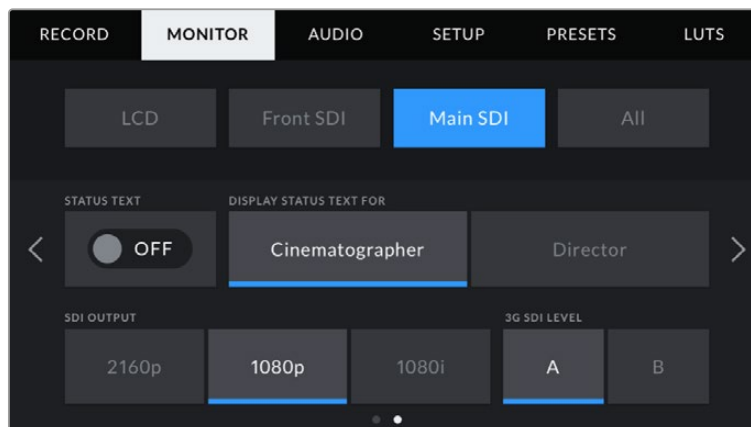 RECORD MONITOR AUDIO SETUP PRESETS LUTS
LCD Front SDI Main SDI All
STATUS TEXT DISPLAY STATUS TEXT FOR
OFF Cinematographer Director
SDI OUTPUT 3G SDI LEVEL
2160p 1080p 1080i A B